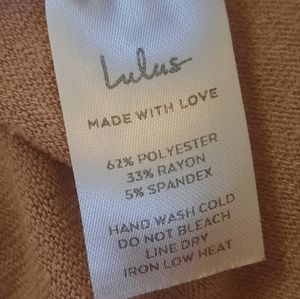 Lulus
MADE WITH LOVE
62% POLYESTER
33% RAYON
5% SPANDEX
HAND WASH COLD
DO NOT BLEACH
LINE DRY
IRON LOW HEAT